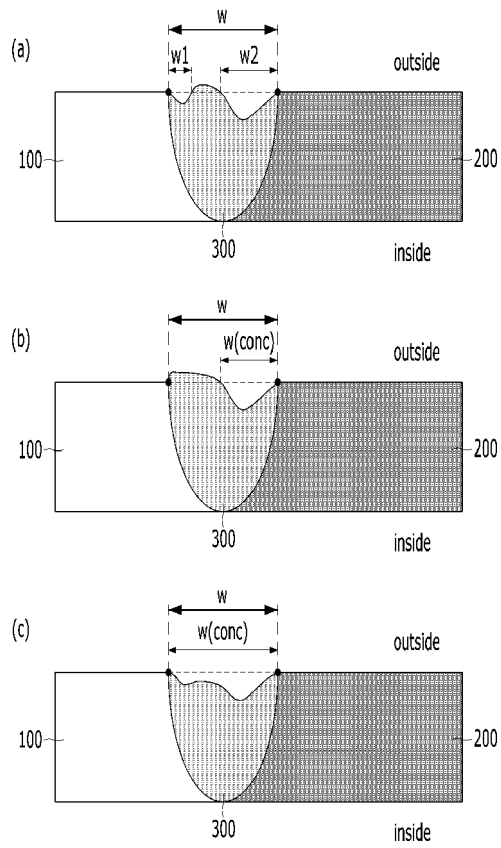 (a)
w
w1
w2
outside
100
200
300
inside
(b)
w
w(conc)
outside
100
200
300
inside
(c)
w
w(conc)
outside
100
200
300
inside